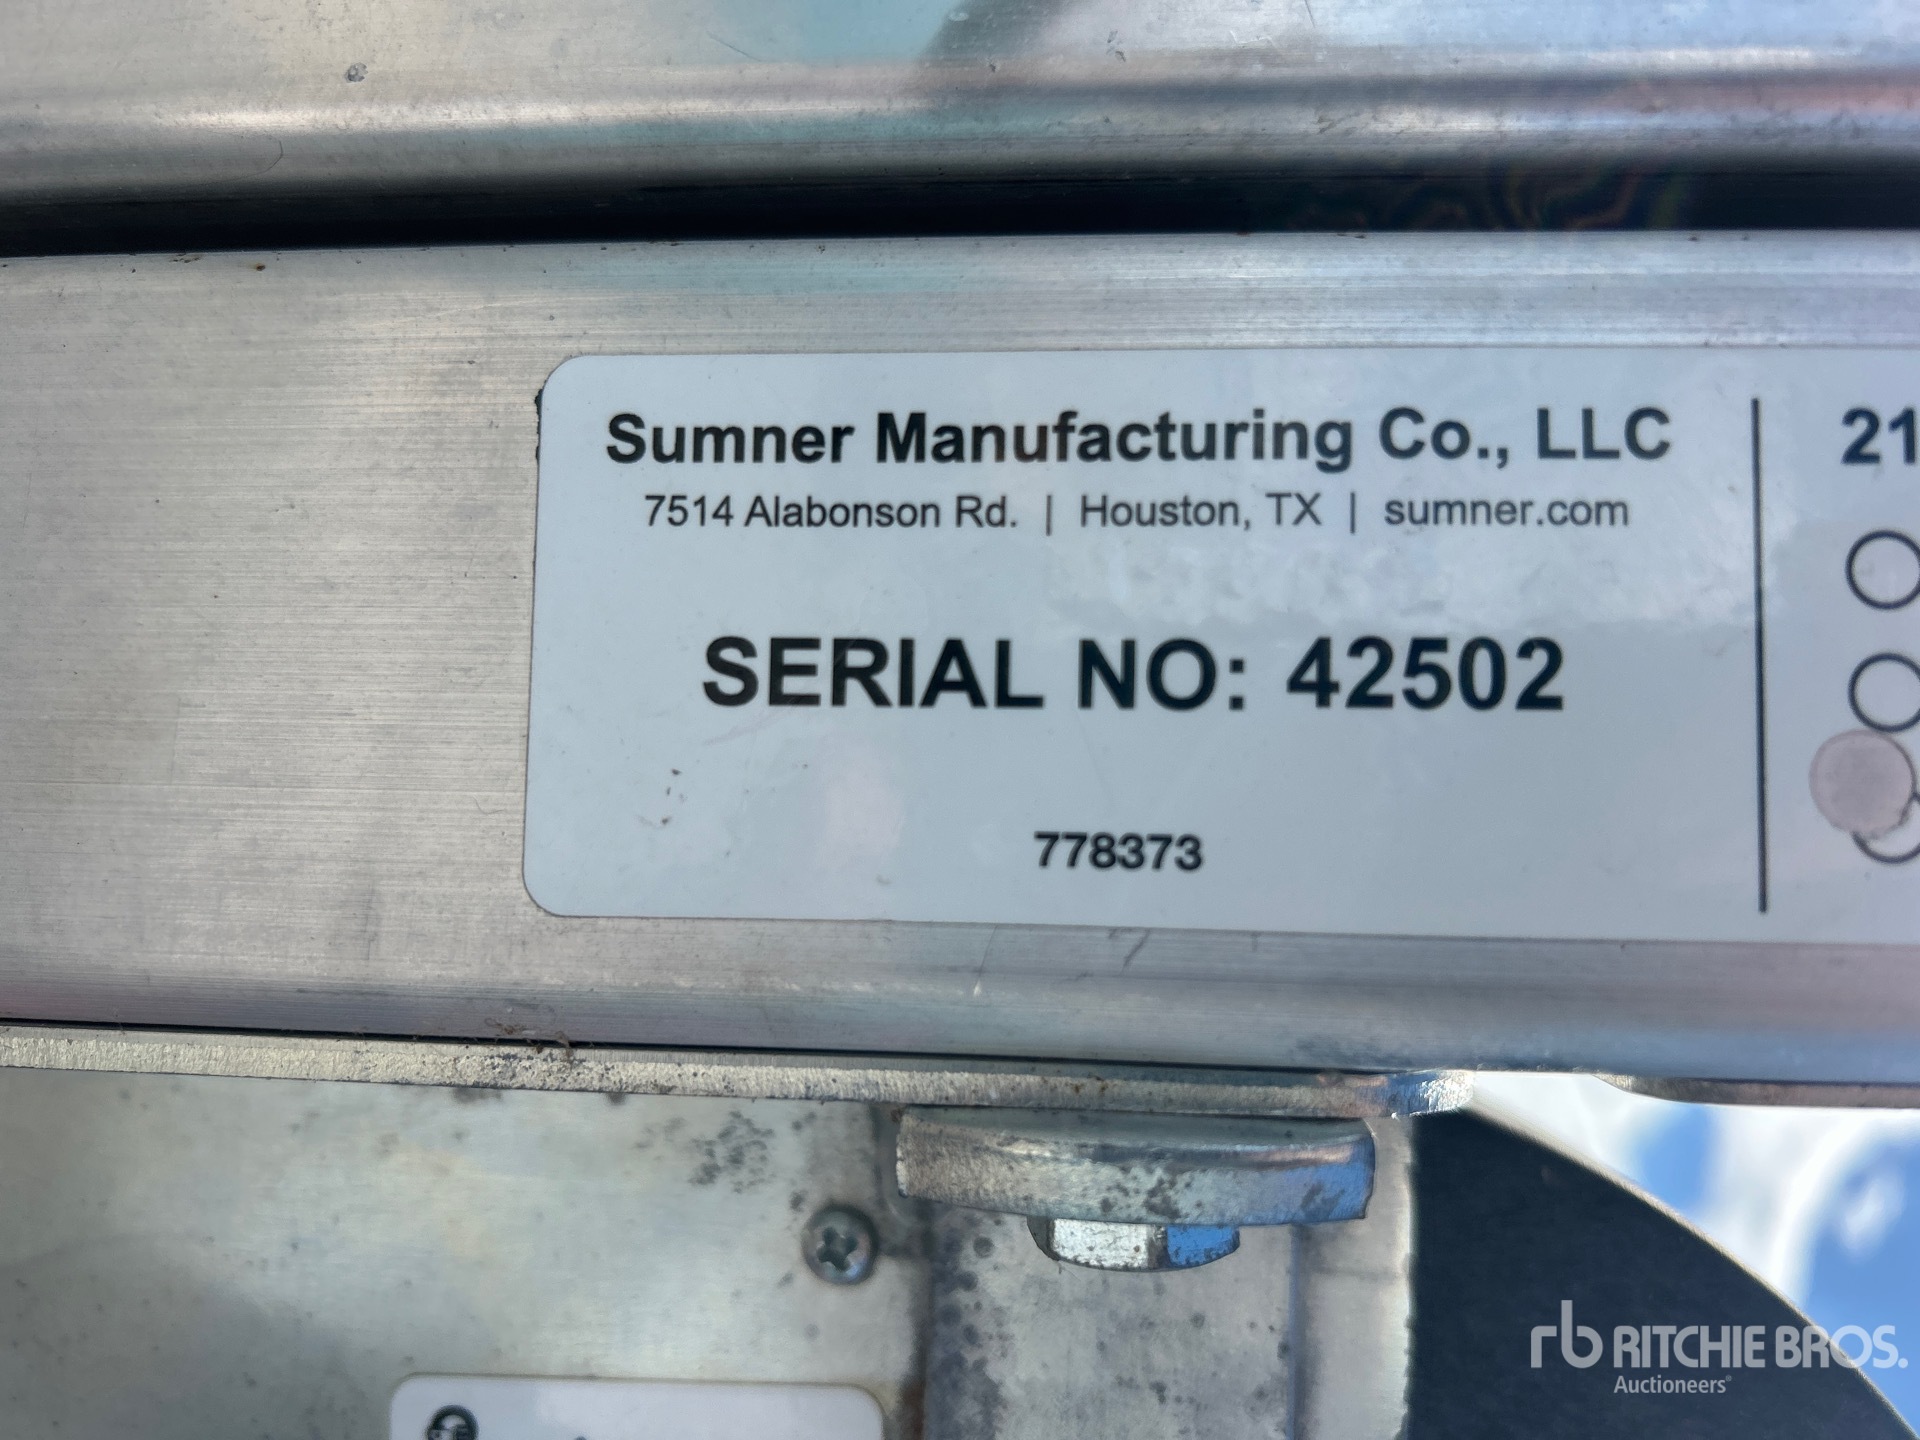 Sumner Manufacturing Co., LLC
7514 Alabonson Rd. | Houston, TX | sumner.com
SERIAL NO: 42502
778373
21
rb RITCHIE BROS.
Auctioneers